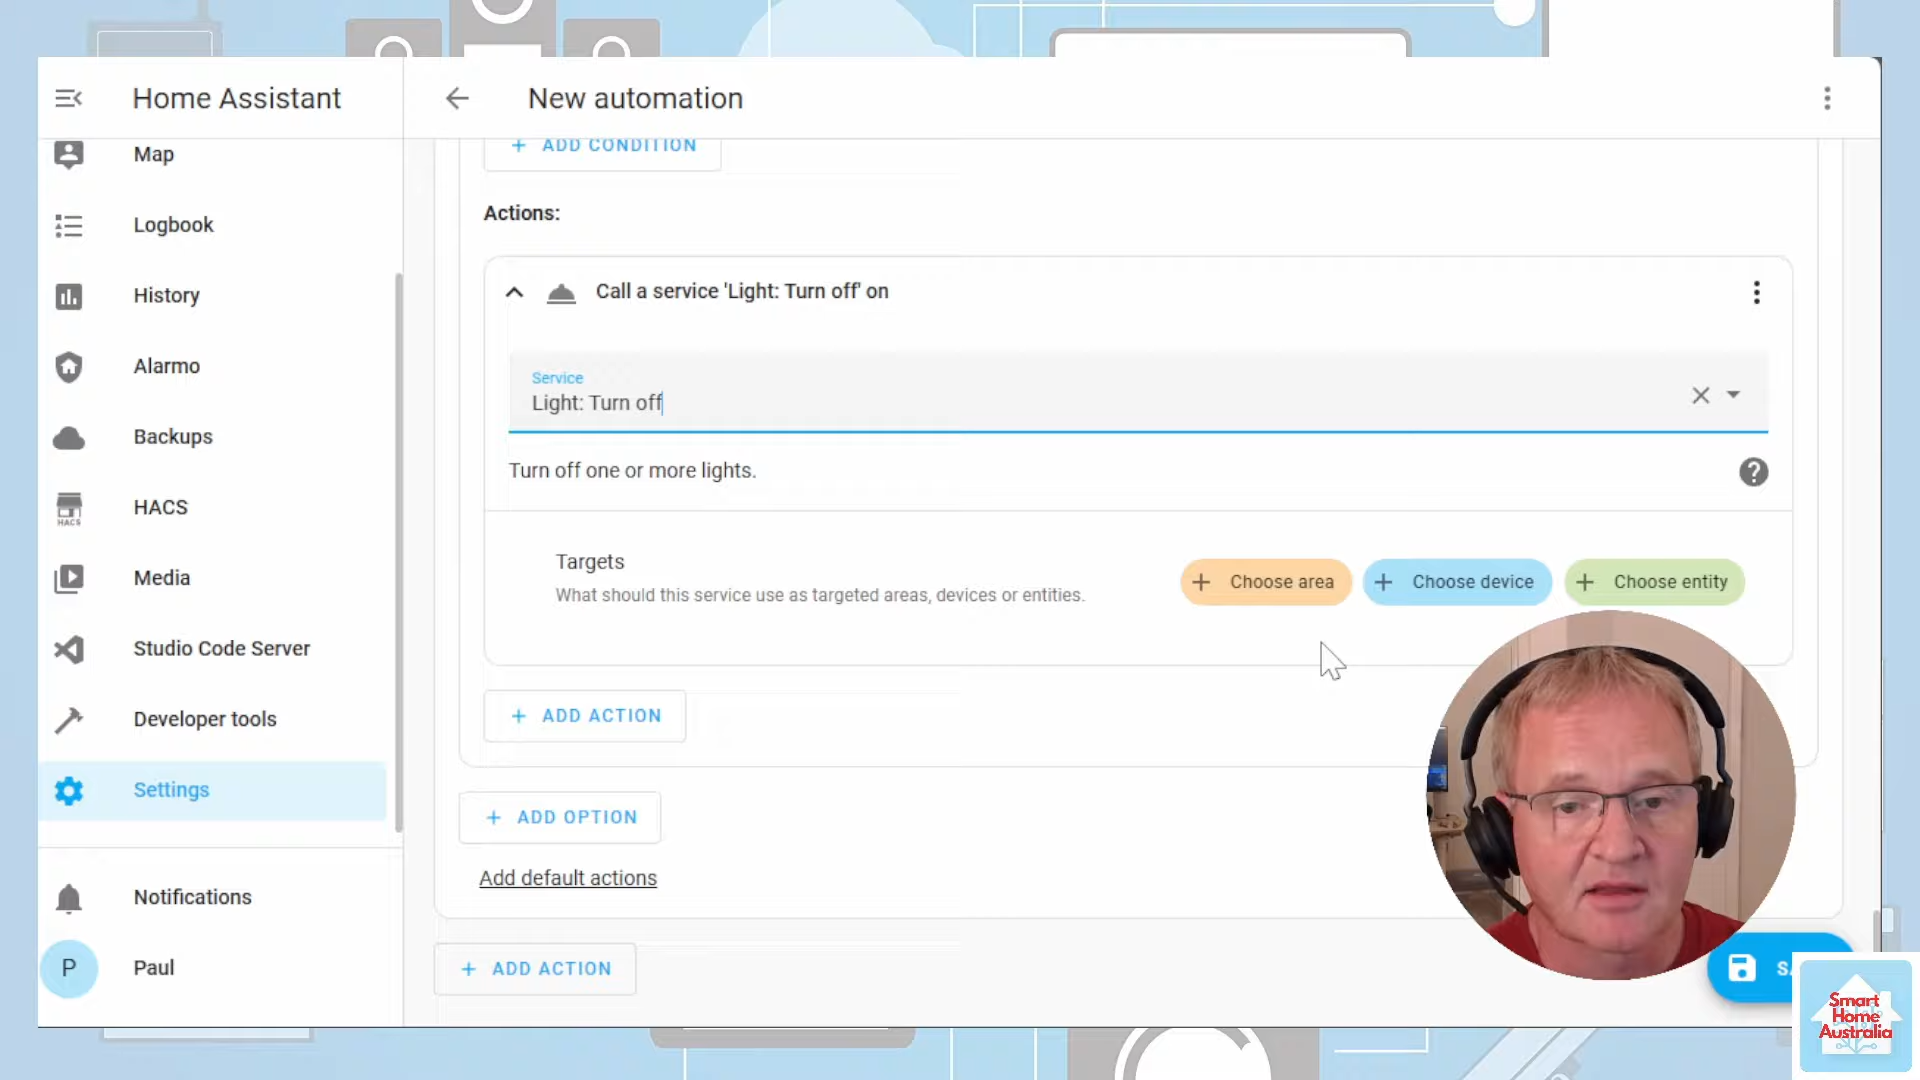 Home Assistant
New automation
Map
Logbook
History
Alarmo
Backups
HACS
HACS
Media
Studio Code Server
Developer tools
Settings
Notifications
P
Paul
+ ADD CONDITION
Actions:
Call a service 'Light: Turn off' on
Service
Light: Turn off
Turn off one or more lights.
Targets
What should this service use as targeted areas, devices or entities.
+ Choose area
+ Choose device
+ Choose entity
+ ADD ACTION
+ ADD OPTION
Add default actions
+ ADD ACTION
Smart
Home
Australia